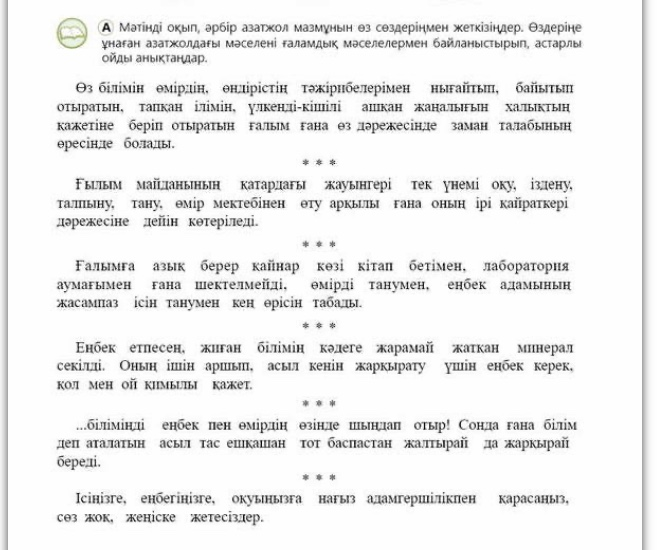 А Мәтінді оқып, әрбір азатжол мазмұнын өз сөздеріңмен жеткізіңдер. Өздеріңе
ұнаған азатжолдағы мәселені ғаламдық мәселелермен байланыстырып, астарлы
ойды анықтаңдар.
Өз білімін өмірдің, өндірістің тәжірибелерімен нығайтып, байытып
отыратын, тапқан ілімін, үлкенді-кішілі ашқан жаңалығын халықтың
қажетіне беріп отыратын ғалым ғана өз дәрежесінде заман талабының
өресінде болады.
* * *
Ғылым майданының қатардағы жауынгері тек үнемі оқу, іздену,
талпыну, тану, өмір мектебінен өту арқылы ғана оның ірі қайраткері
дәрежесіне дейін көтеріледі.
* * *
Ғалымға азық берер қайнар көзі кітап бетімен, лаборатория
аумағымен ғана шектелмейді, өмірді танумен, еңбек адамының
жасампаз ісін танумен кең өрісін табады.
* * *
Еңбек етпесең, жиған білімің кәдеге жарамай жатқан минерал
секілді. Оның ішін аршып, асыл кенін жарқырату үшін еңбек керек,
қол мен ой қимылы қажет.
* * *
...біліміңді еңбек пен өмірдің өзінде шыңдап отыр! Сонда ғана білім
деп аталатын асыл тас ешқашан тот баспастан жалтырай да жарқырай
береді.
* * *
Ісіңізге, еңбегіңізге, оқуыңызға нағыз адамгершілікпен қарасаңыз,
сөз жоқ, жеңіске жетесіздер.